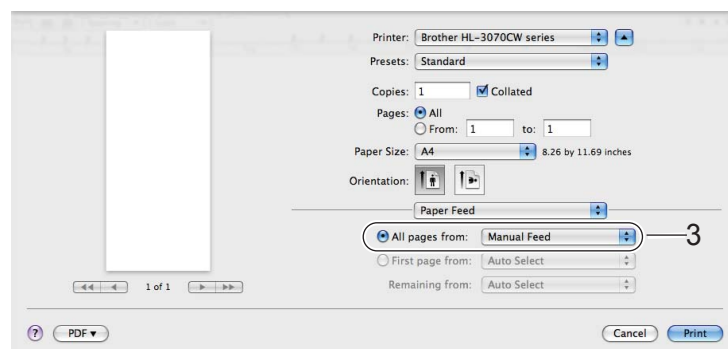 Printer: Brother HL-3070CW series
Presets: Standard
Copies: 1 Collated
Pages: All
From: 1 to: 1
Paper Size: A4 8.26 by 11.69 inches
Orientation:
Paper Feed
All pages from: Manual Feed 3
First page from: Auto Select
Remaining from: Auto Select
1 of 1
? PDF ▼ Cancel Print